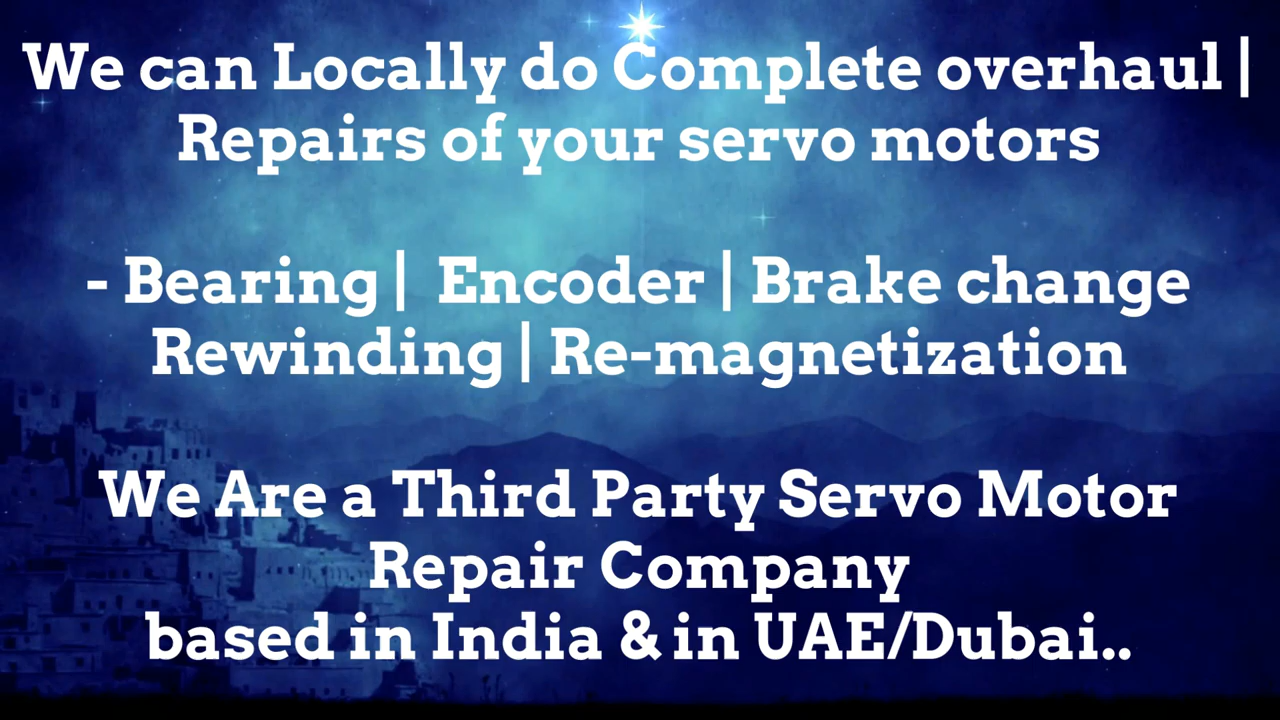 We can Locally do Complete overhaul |
Repairs of your servo motors
- Bearing | Encoder | Brake change
Rewinding | Re-magnetization
We Are a Third Party Servo Motor
Repair Company
based in India & in UAE/Dubai..